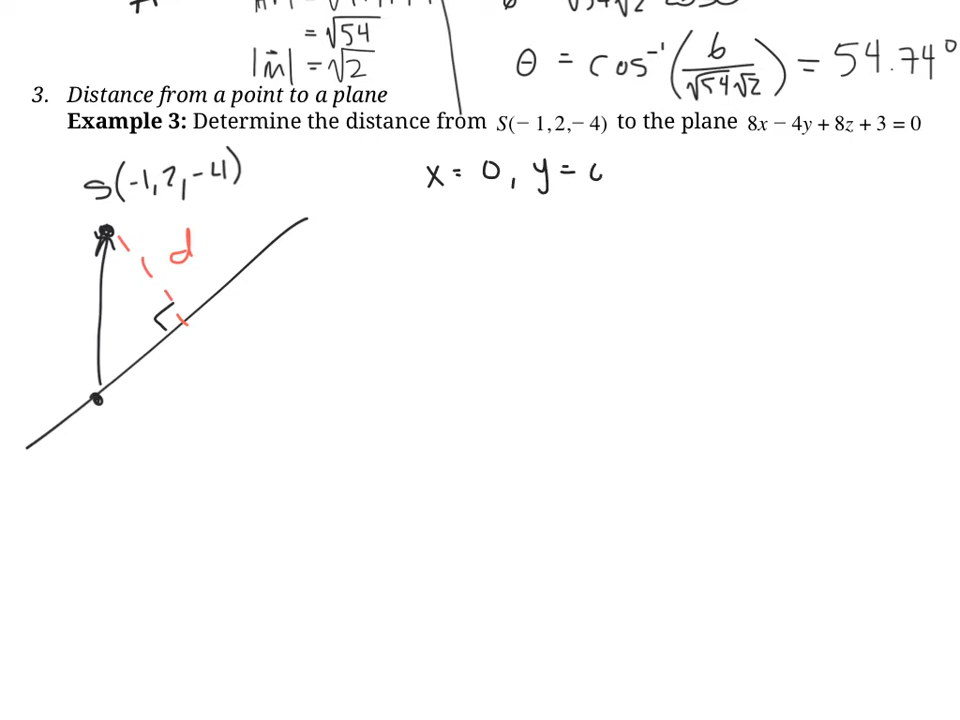 = √54
|m̄| = √2
θ = cos⁻¹(6/√54√2) = 54.74°
3. Distance from a point to a plane
Example 3: Determine the distance from S(− 1,2,− 4) to the plane 8x − 4y + 8z + 3 = 0
S(-1,2,-4)
x = 0, y = 0
d